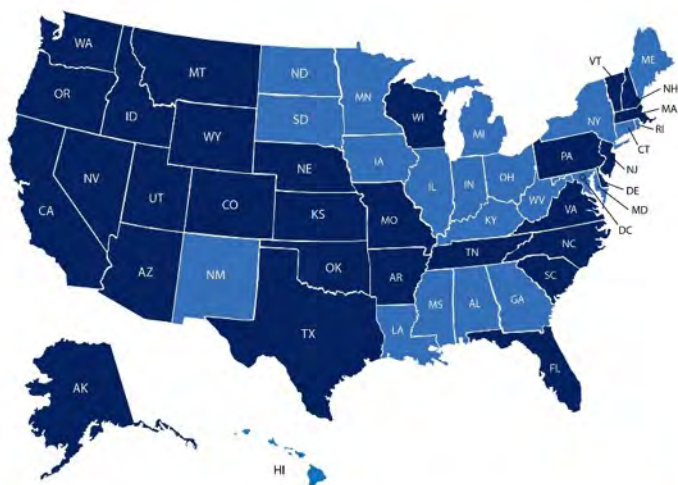 WA
MT
ND
MN
VT
ME
NH
OR
ID
SD
WI
MI
NY
MA
RI
CT
WY
IA
PA
NJ
NE
IL
IN
OH
DE
NV
UT
CO
KS
MO
KY
WV
VA
MD
DC
CA
AZ
NM
OK
AR
TN
NC
SC
TX
LA
MS
AL
GA
FL
AK
HI